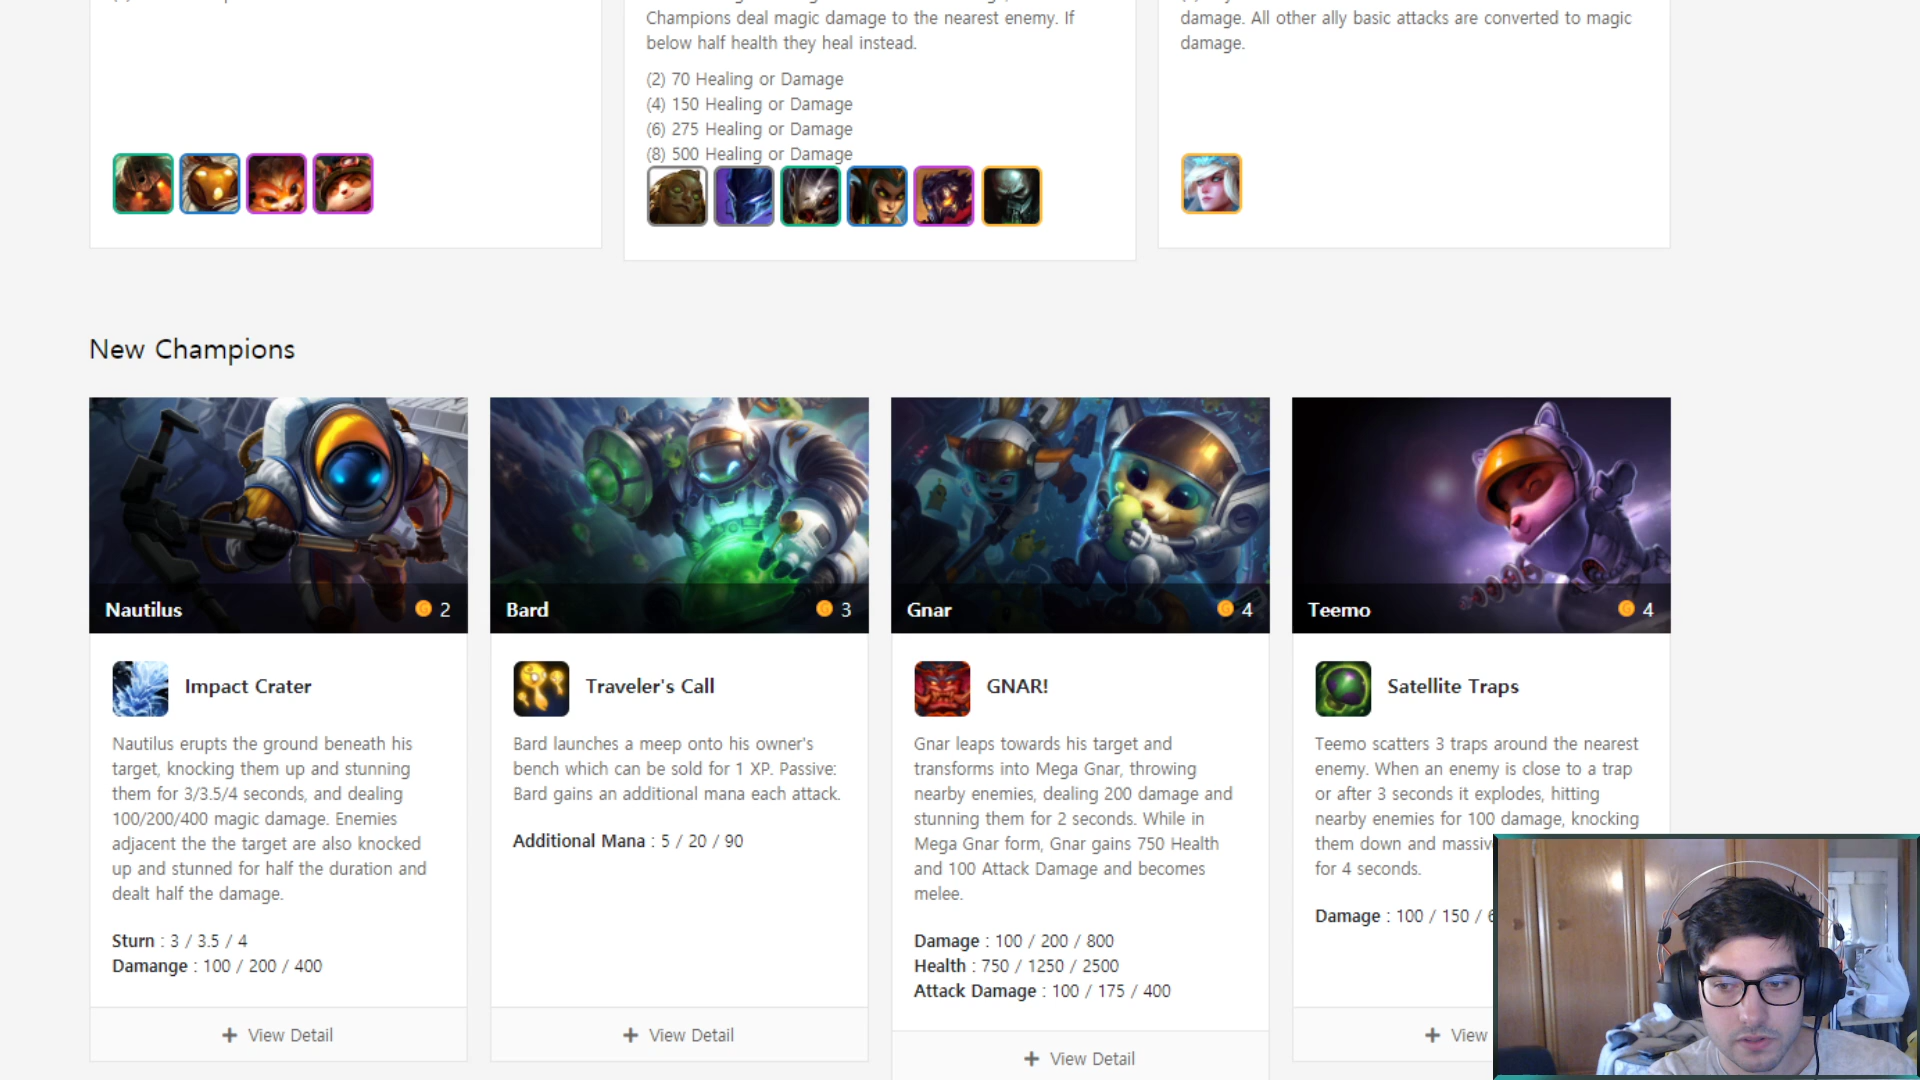 Champions deal magic damage to the nearest enemy. If
below half health they heal instead.
(2) 70 Healing or Damage
(4) 150 Healing or Damage
(6) 275 Healing or Damage
(8) 500 Healing or Damage
damage. All other ally basic attacks are converted to magic
damage.
New Champions
Nautilus 2
Impact Crater
Nautilus erupts the ground beneath his
target, knocking them up and stunning
them for 3/3.5/4 seconds, and dealing
100/200/400 magic damage. Enemies
adjacent the the target are also knocked
up and stunned for half the duration and
dealt half the damage.
Sturn : 3 / 3.5 / 4
Damange : 100 / 200 / 400
View Detail
Bard 3
Traveler's Call
Bard launches a meep onto his owner's
bench which can be sold for 1 XP. Passive:
Bard gains an additional mana each attack.
Additional Mana : 5 / 20 / 90
View Detail
Gnar 4
GNAR!
Gnar leaps towards his target and
transforms into Mega Gnar, throwing
nearby enemies, dealing 200 damage and
stunning them for 2 seconds. While in
Mega Gnar form, Gnar gains 750 Health
and 100 Attack Damage and becomes
melee.
Damage : 100 / 200 / 800
Health : 750 / 1250 / 2500
Attack Damage : 100 / 175 / 400
View Detail
Teemo 4
Satellite Traps
Teemo scatters 3 traps around the nearest
enemy. When an enemy is close to a trap
or after 3 seconds it explodes, hitting
nearby enemies for 100 damage, knocking
them down and
for 4 seconds.
Damage : 100 / 150 /
View